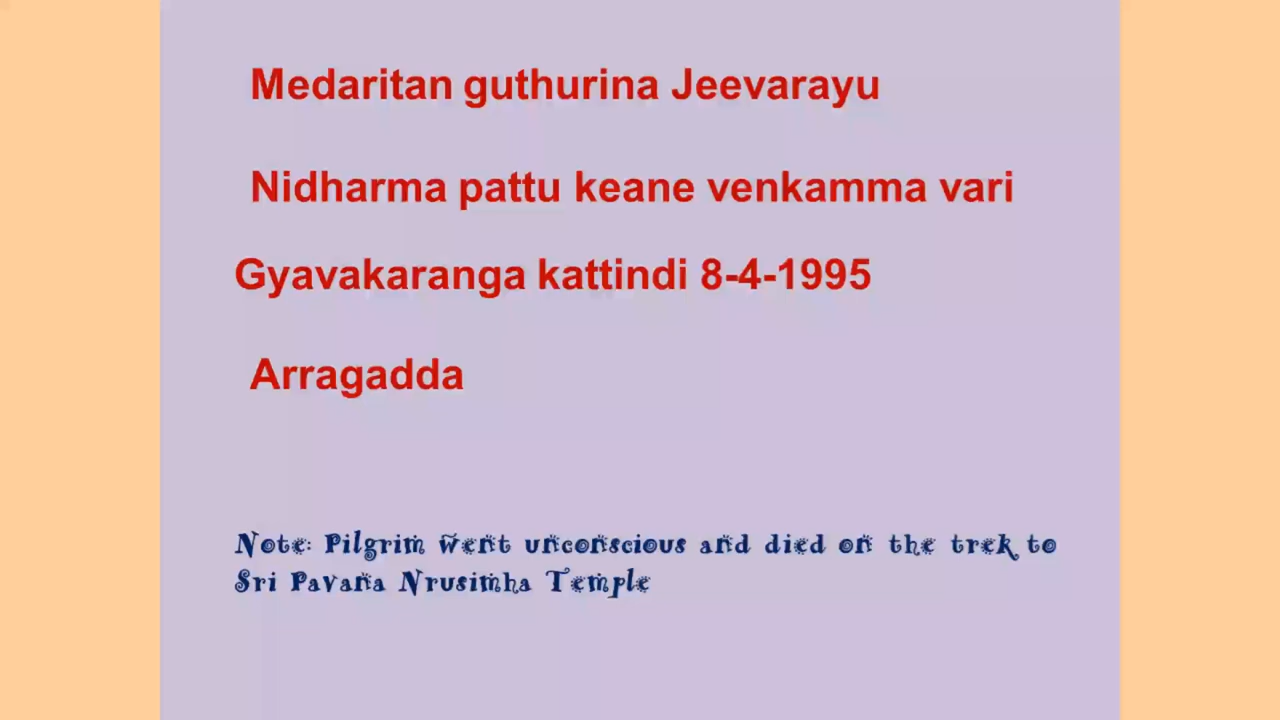 Medaritan guthurina Jeevarayu
Nidharma pattu keane venkamma vari
Gyavakaranga kattindi 8-4-1995
Arragadda
Note: Pilgrim went unconscious and died on the trek to
Sri Pavana Nrusimha Temple